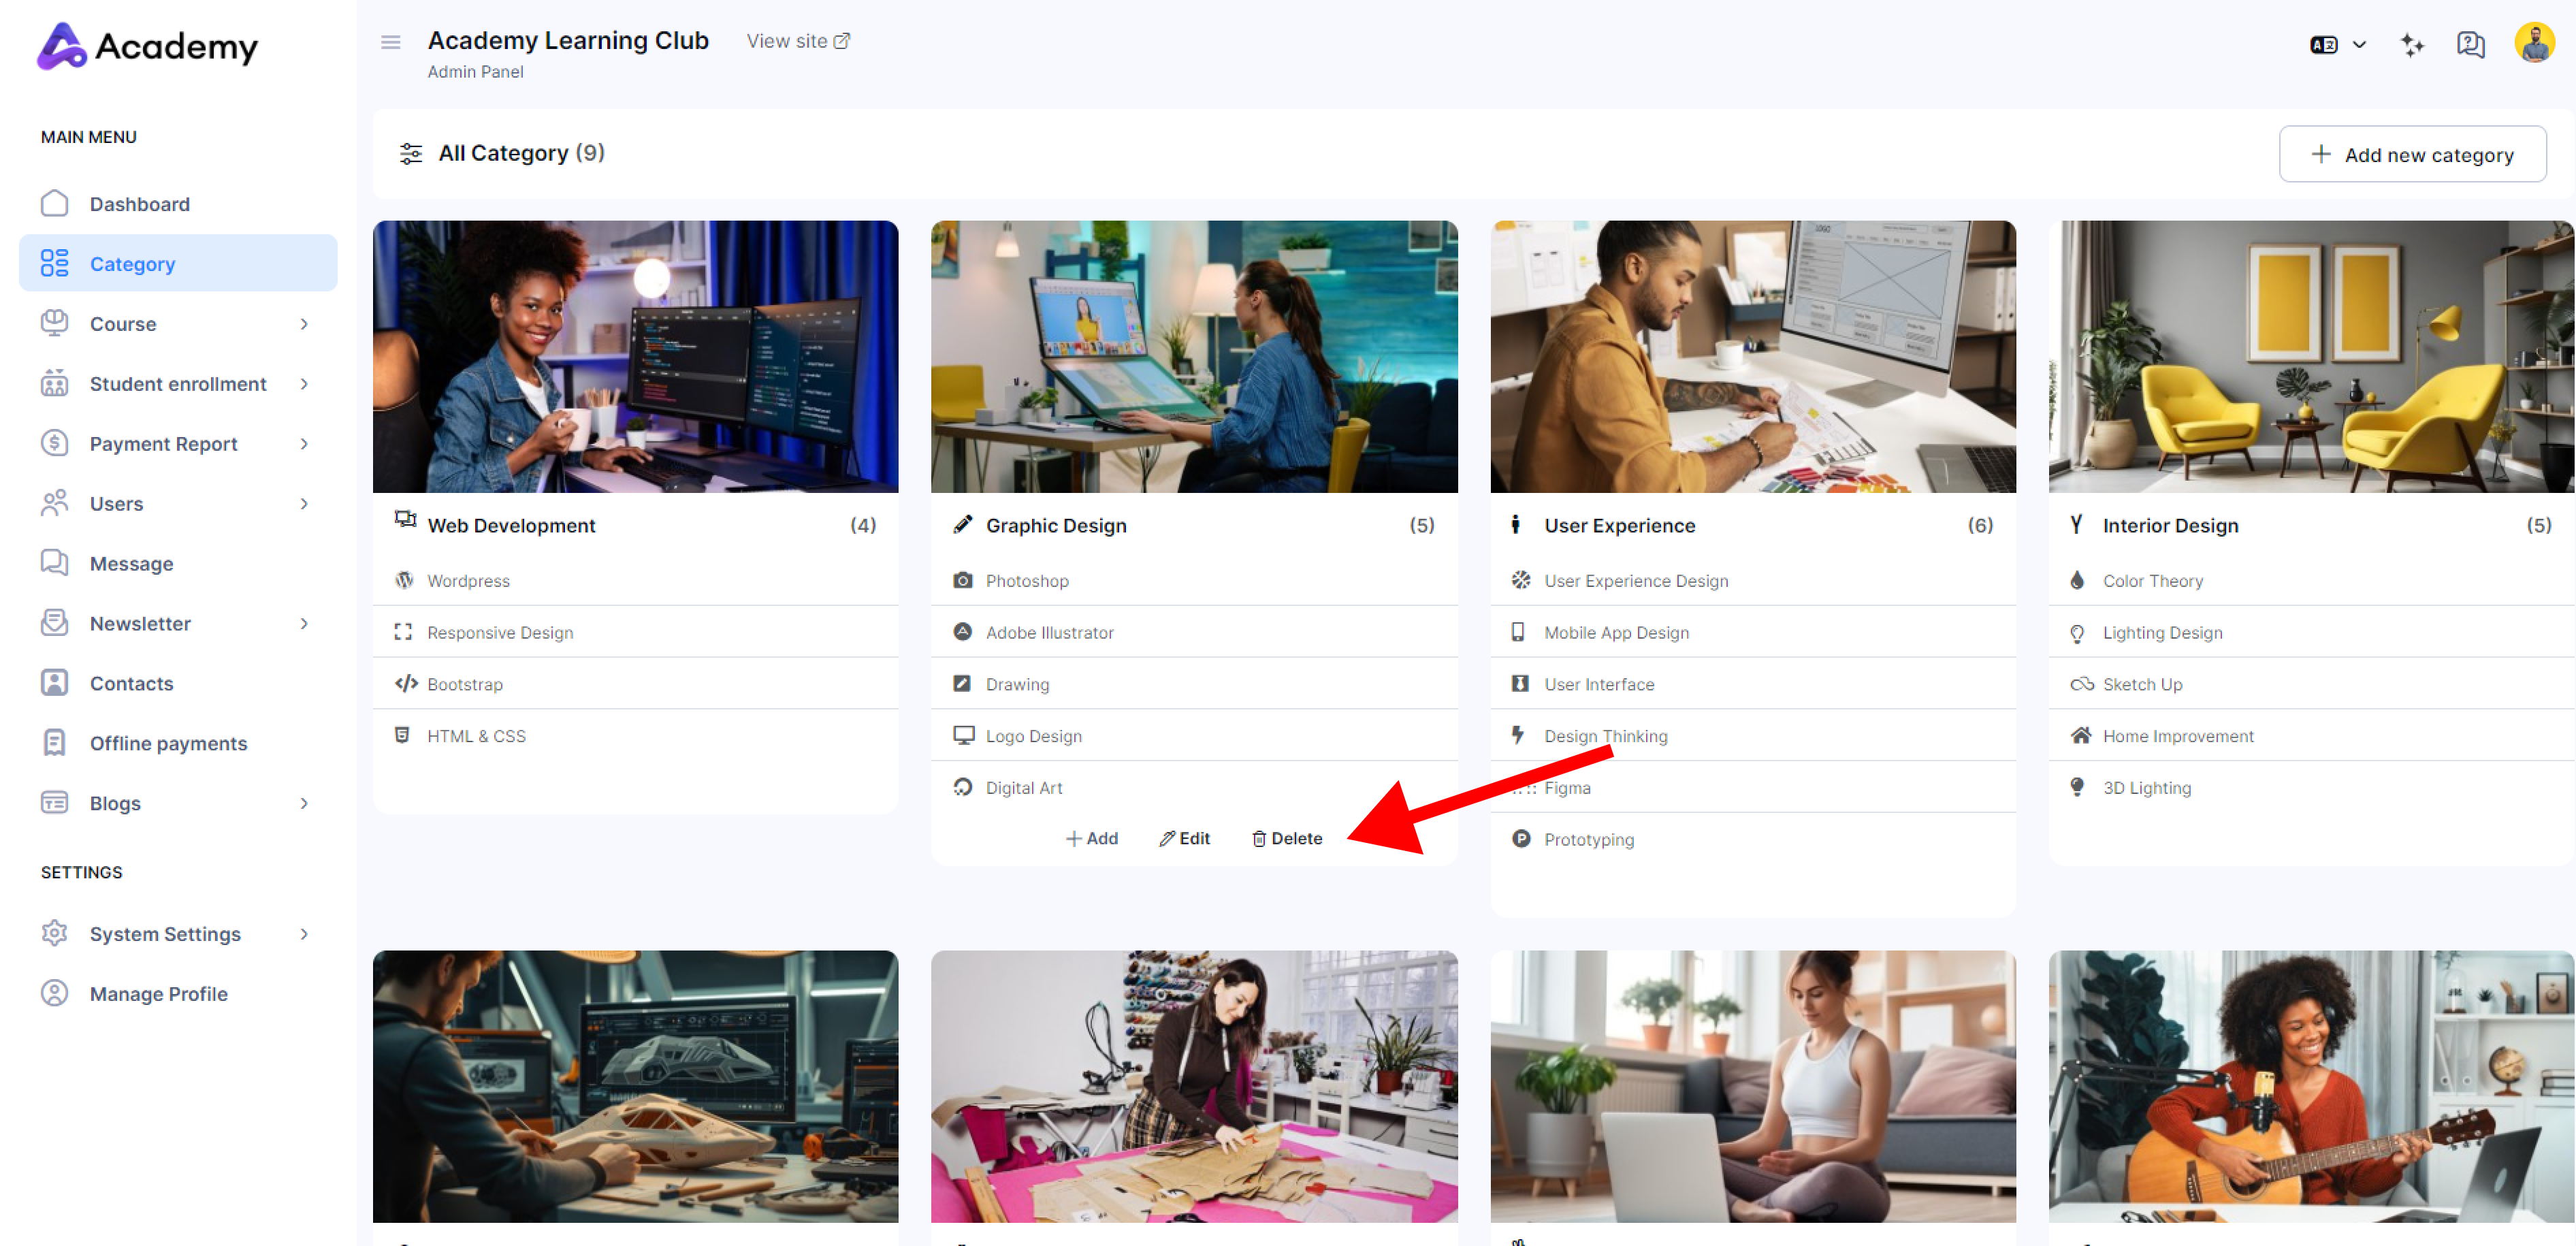 Academy
Academy Learning Club
View site
Admin Panel
MAIN MENU
Dashboard
Category
Course
Student enrollment
Payment Report
Users
Message
Newsletter
Contacts
Offline payments
Blogs
SETTINGS
System Settings
Manage Profile
All Category (9)
Add new category
Web Development (4)
Wordpress
Responsive Design
Bootstrap
HTML & CSS
Graphic Design (5)
Photoshop
Adobe Illustrator
Drawing
Logo Design
Digital Art
Add Edit Delete
LOGO
User Experience (6)
User Experience Design
Mobile App Design
User Interface
Design Thinking
Figma
Prototyping
Interior Design (5)
Color Theory
Lighting Design
Sketch Up
Home Improvement
3D Lighting